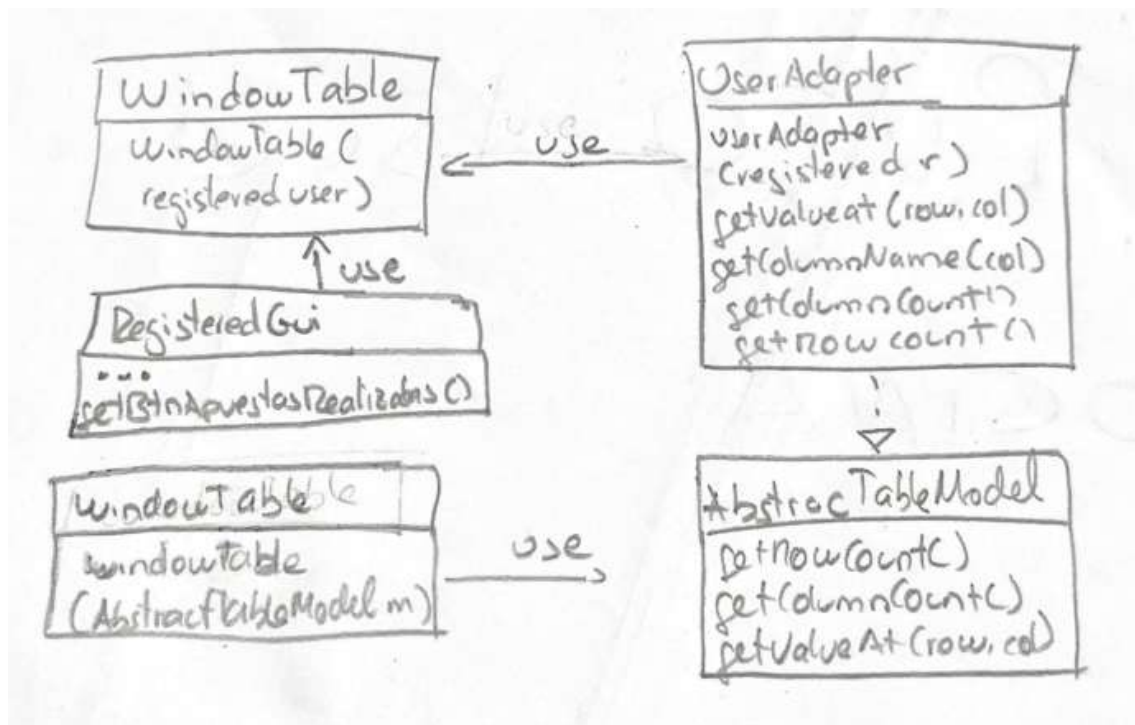 WindowTable
WindowTable (
registered user)
use
UserAdapter
userAdapter
(registered r)
getValueat (row, col)
getColumnName (col)
getColumnCount()
getrowcount ()
use
RegisteredGui
...
getBtnApuestasRealizadas ()
windowTable
windowTable
(AbstractTableModel m)
use
AbstracTableModel
getRowCount()
getColumnCount()
getValueAt (row, col)